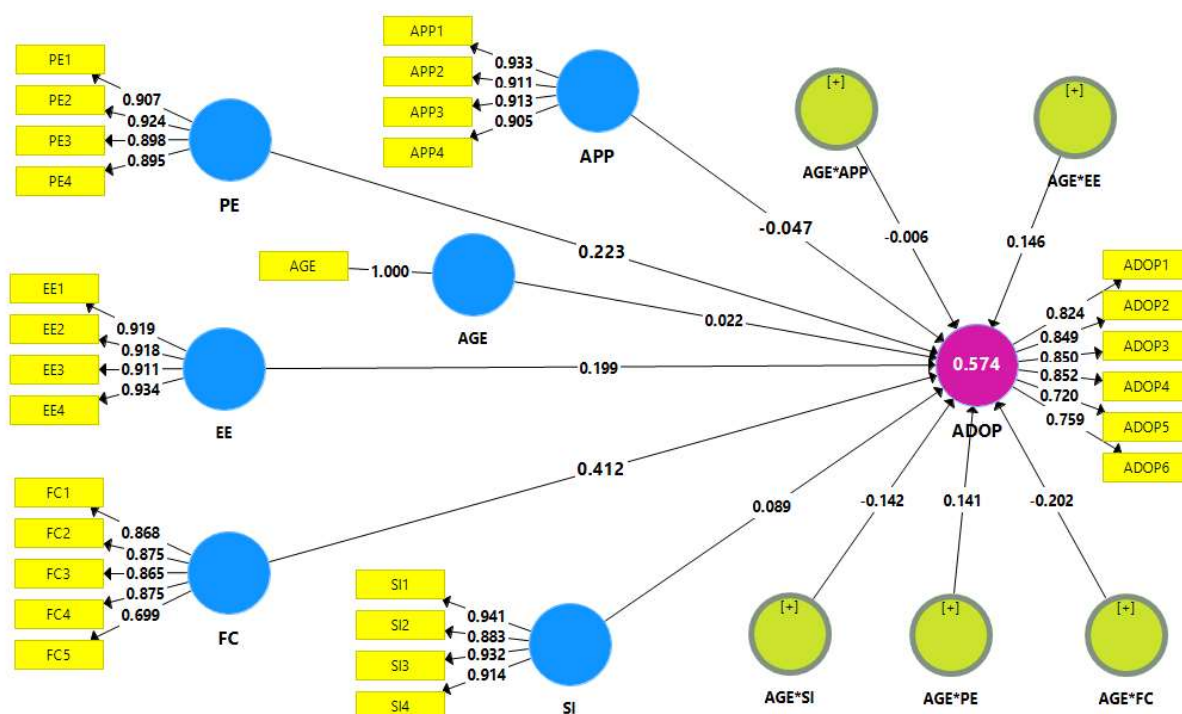 PE1
PE2
PE3
PE4
0.907
0.924
0.898
0.895
PE
APP1
APP2
APP3
APP4
0.933
0.911
0.913
0.905
APP
[+]
AGE*APP
[+]
AGE*EE
-0.047
-0.006
0.146
0.223
AGE
1.000
AGE
0.022
EE1
EE2
EE3
EE4
0.919
0.918
0.911
0.934
EE
0.199
0.574
ADOP
0.824
0.849
0.850
0.852
0.720
0.759
ADOP1
ADOP2
ADOP3
ADOP4
ADOP5
ADOP6
FC1
FC2
FC3
FC4
FC5
0.868
0.875
0.865
0.875
0.699
FC
0.412
0.089
-0.142
0.141
-0.202
SI1
SI2
SI3
SI4
0.941
0.883
0.932
0.914
SI
[+]
AGE*SI
[+]
AGE*PE
[+]
AGE*FC